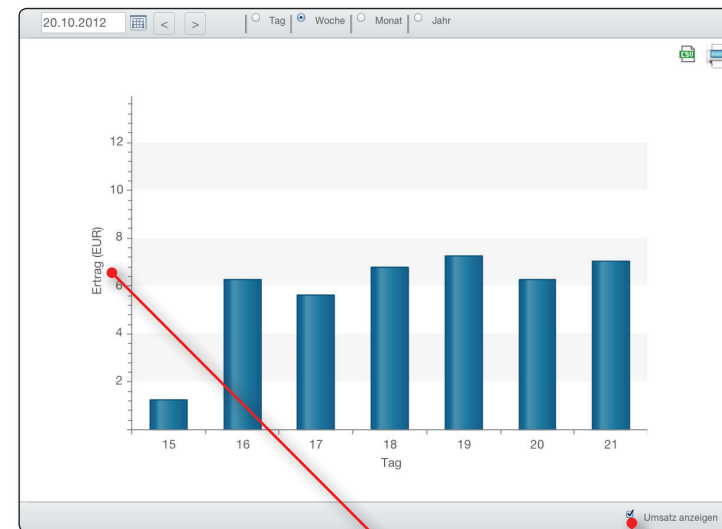 20.10.2012 < > Tag Woche Monat Jahr
CSV
Ertrag (EUR)
12
10
8
6
4
2
15 16 17 18 19 20 21
Tag
Umsatz anzeigen